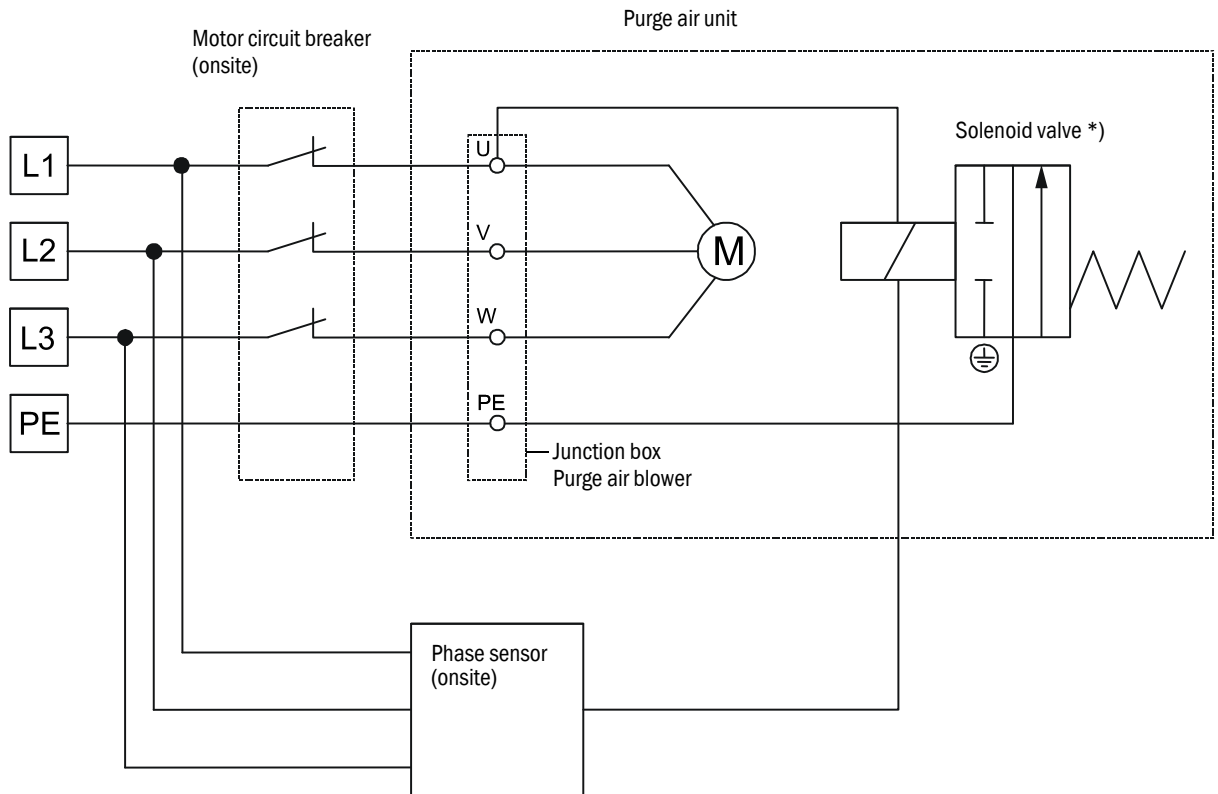 Purge air unit
Motor circuit breaker
(onsite)
Solenoid valve *)
L1
U
L2
V
M
L3
W
PE
PE
Junction box
Purge air blower
Phase sensor
(onsite)